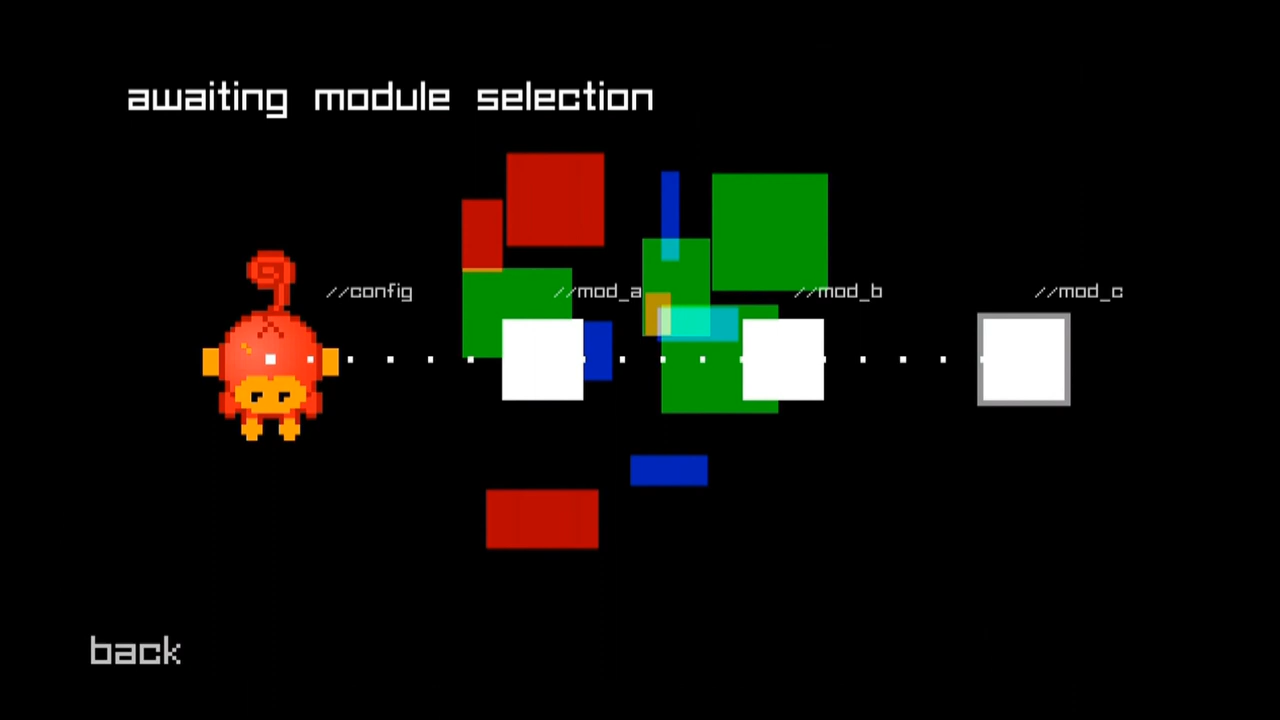 awaiting module selection
//config
//mod_a
//mod_b
//mod_c
back